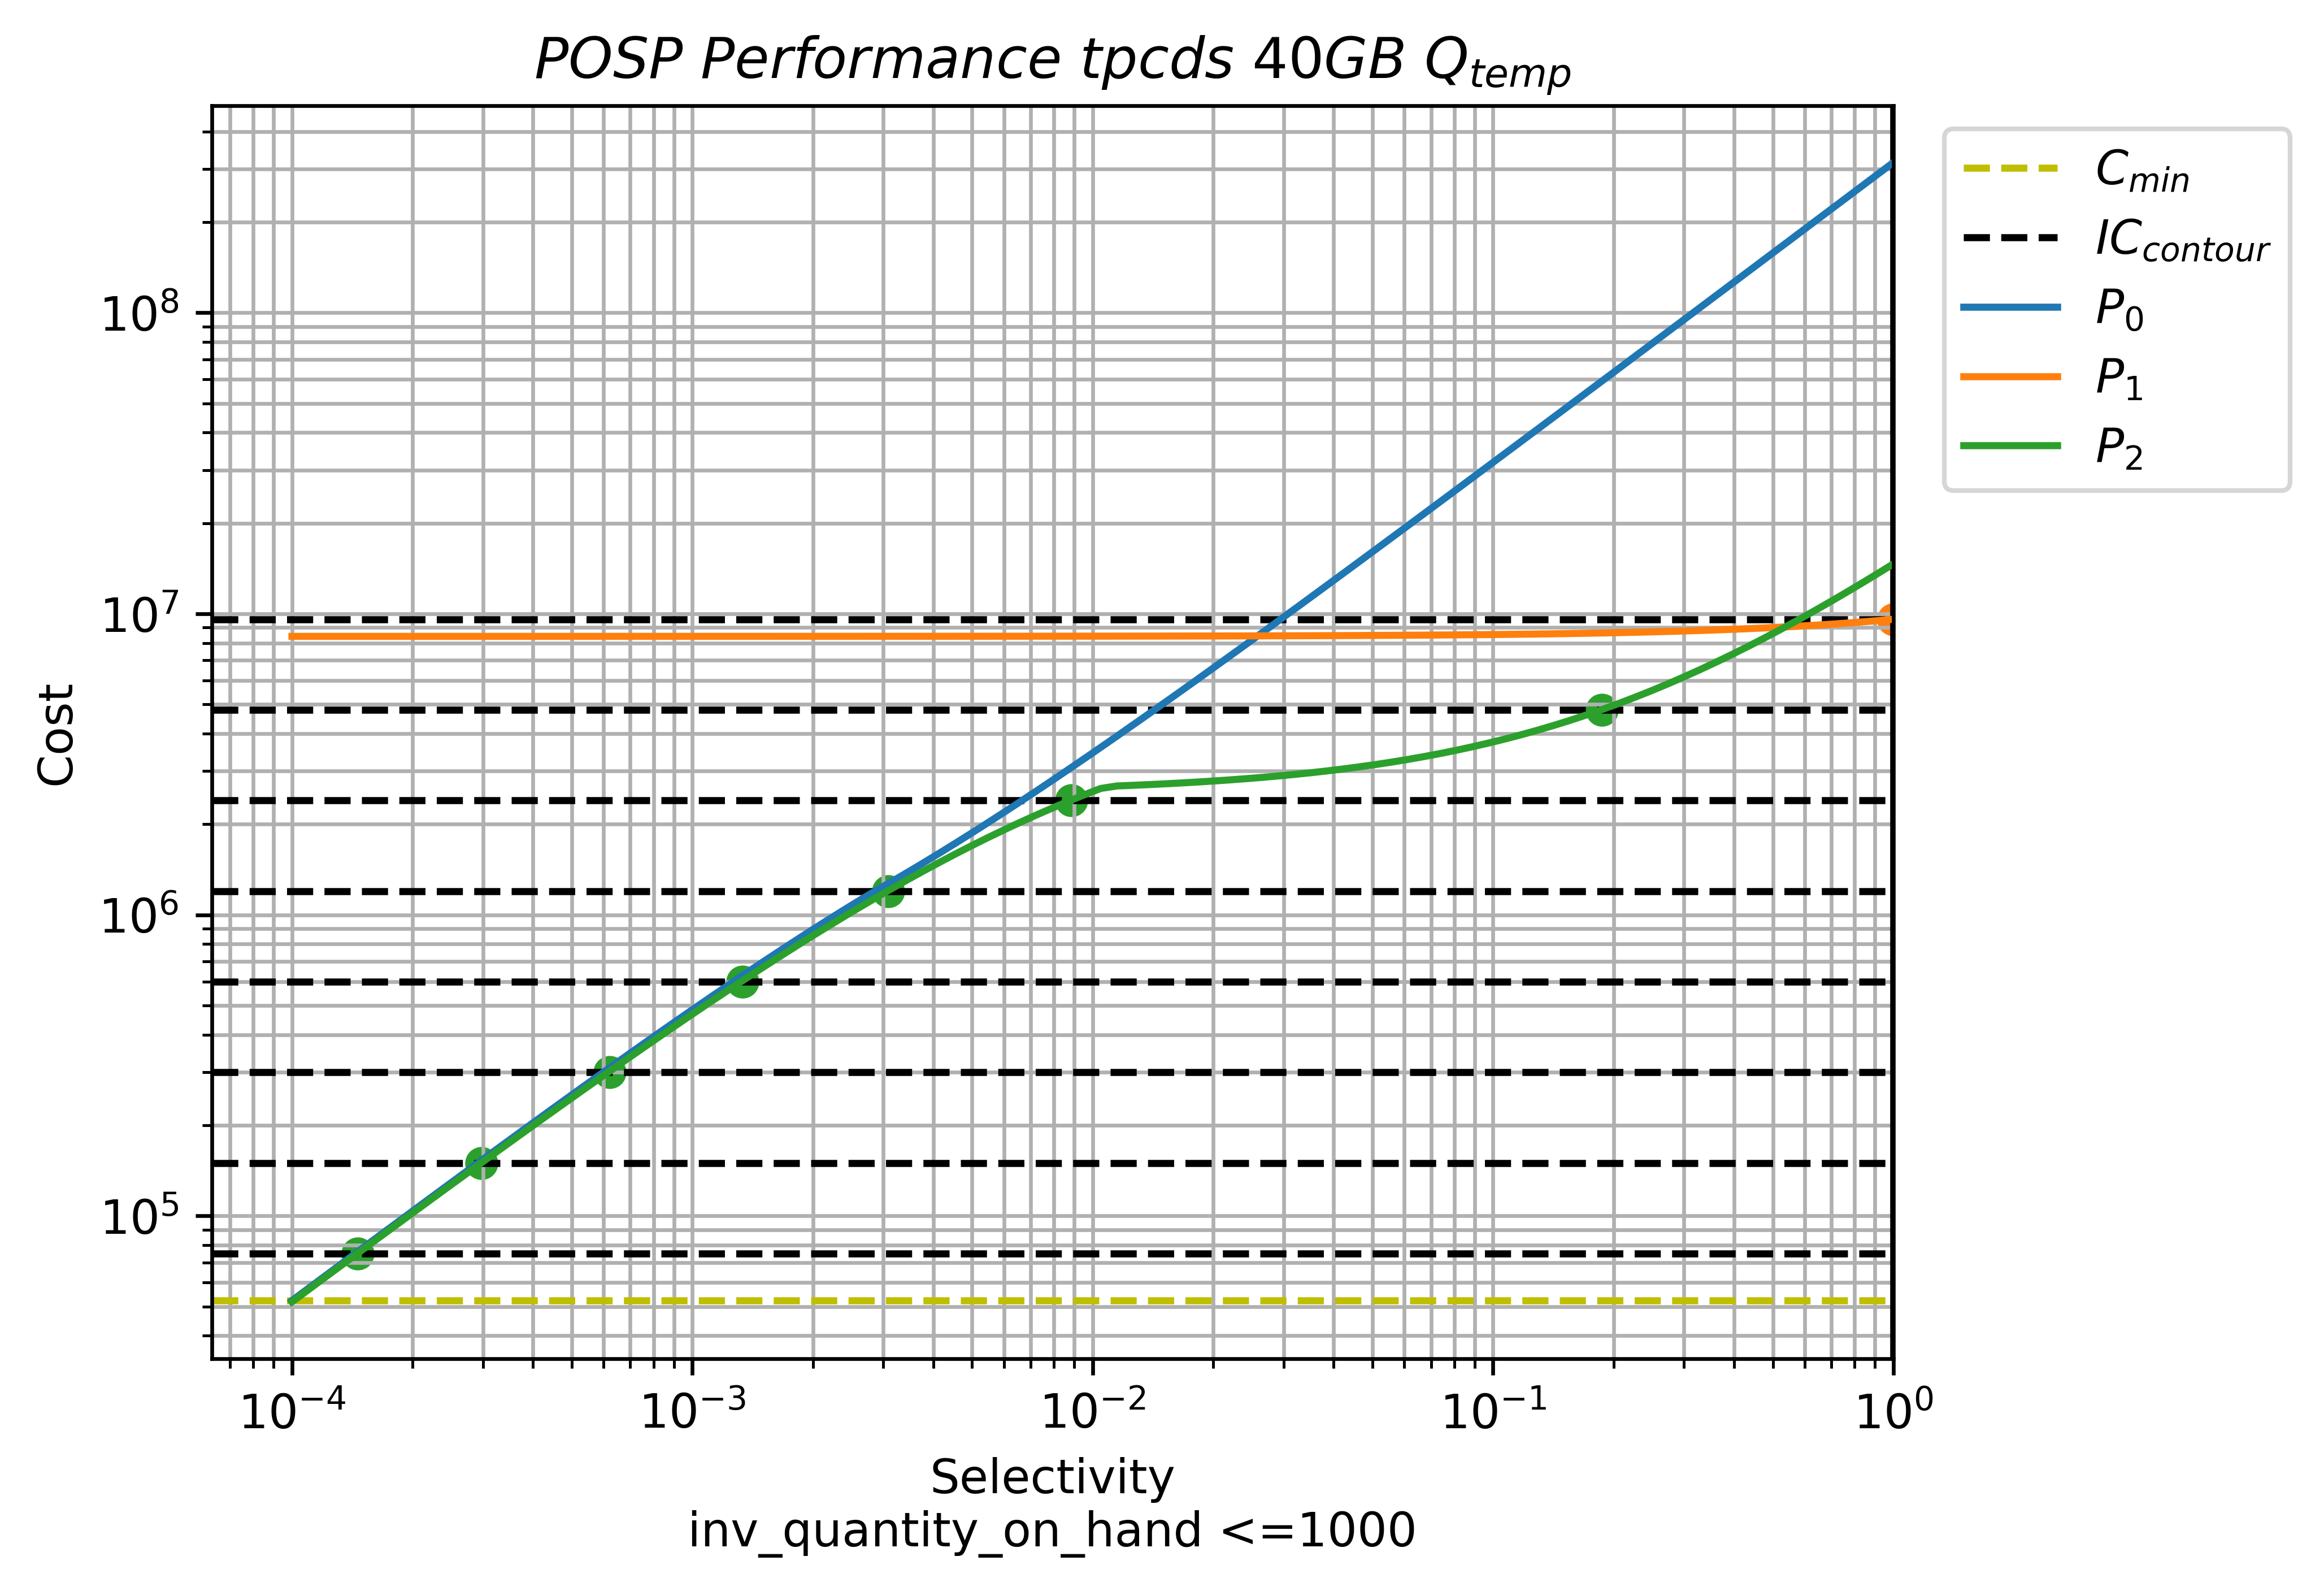 POSP Performance tpcds 40GB Q_temp
C_min
IC_contour
P_0
P_1
P_2
10^8
10^7
10^6
10^5
Cost
10^-4 10^-3 10^-2 10^-1 10^0
Selectivity
inv_quantity_on_hand <=1000